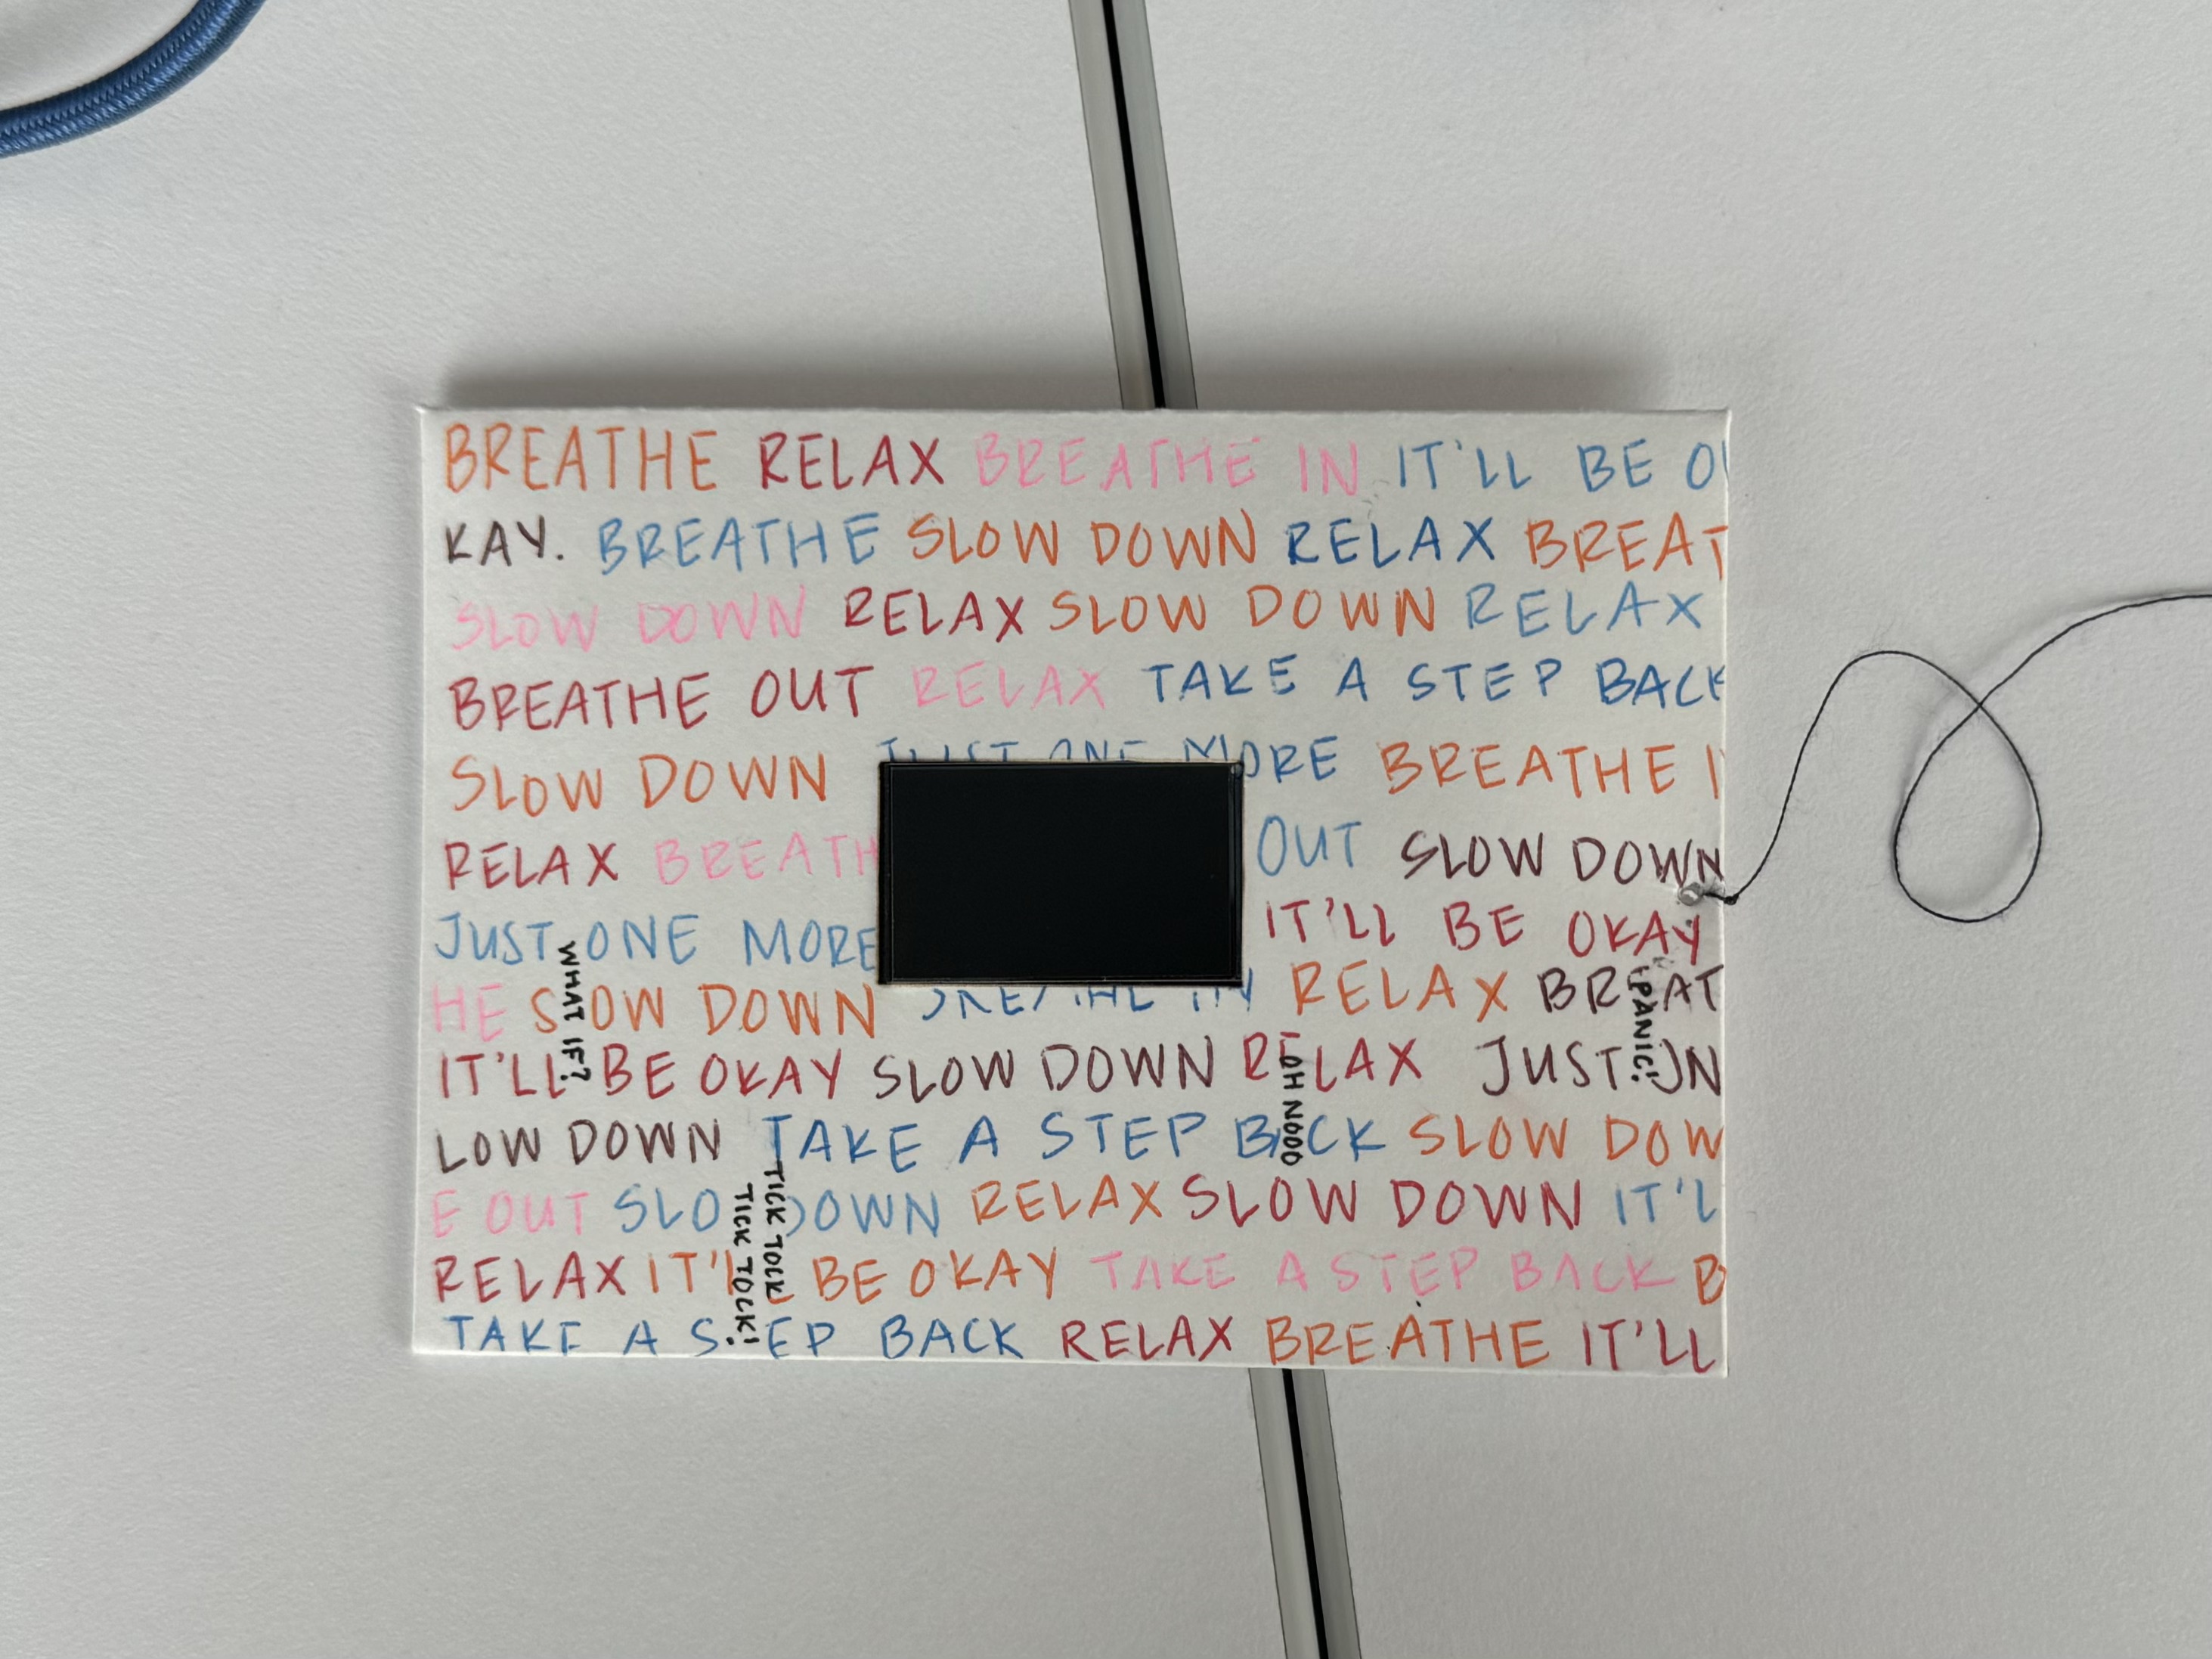 BREATHE RELAX BREATHE IN IT'LL BE O
KAY. BREATHE SLOW DOWN RELAX BREAT
SLOW DOWN RELAX SLOW DOWN RELAX
BREATHE OUT RELAX TAKE A STEP BACK
SLOW DOWN JUST ONE MORE BREATHE I
RELAX BREATH OUT SLOW DOWN
JUST ONE MORE IT'LL BE OKAY
HE SLOW DOWN BREATHE IN RELAX BREAT
IT'LL BE OKAY SLOW DOWN RELAX JUST ON
LOW DOWN TAKE A STEP BACK SLOW DOW
E OUT SLOW DOWN RELAX SLOW DOWN IT'L
RELAX IT'LL BE OKAY TAKE A STEP BACK B
TAKE A STEP BACK RELAX BREATHE IT'LL
WHAT IF?
TICK TOCK
TICK TOCK!
OH NOOO
!PANIC!